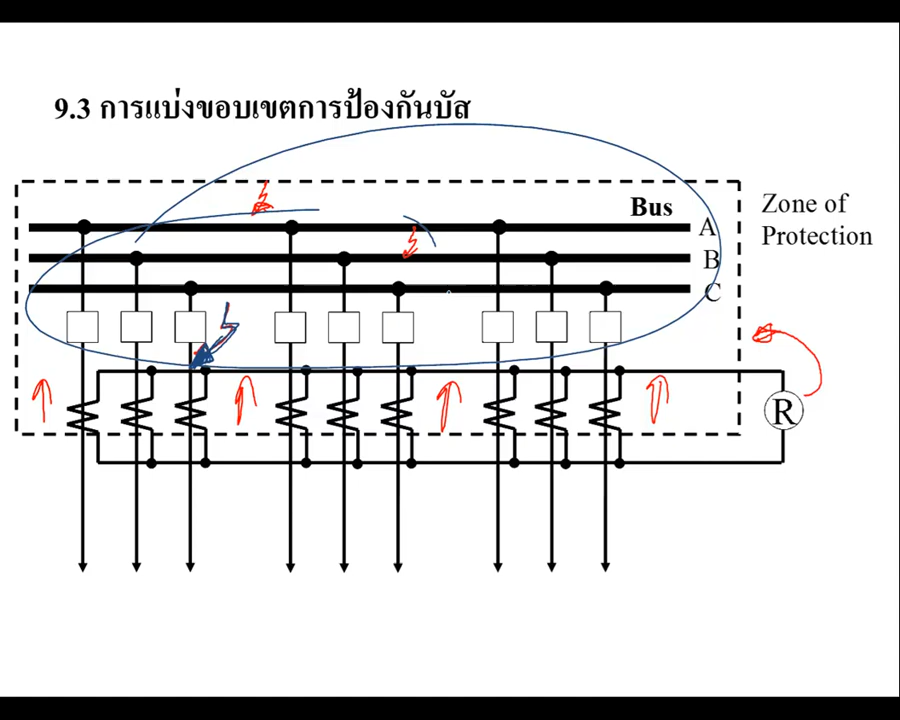 9.3 การแบ่งขอบเขตการป้องกันบัส
Bus
Zone of
Protection
A
B
C
R